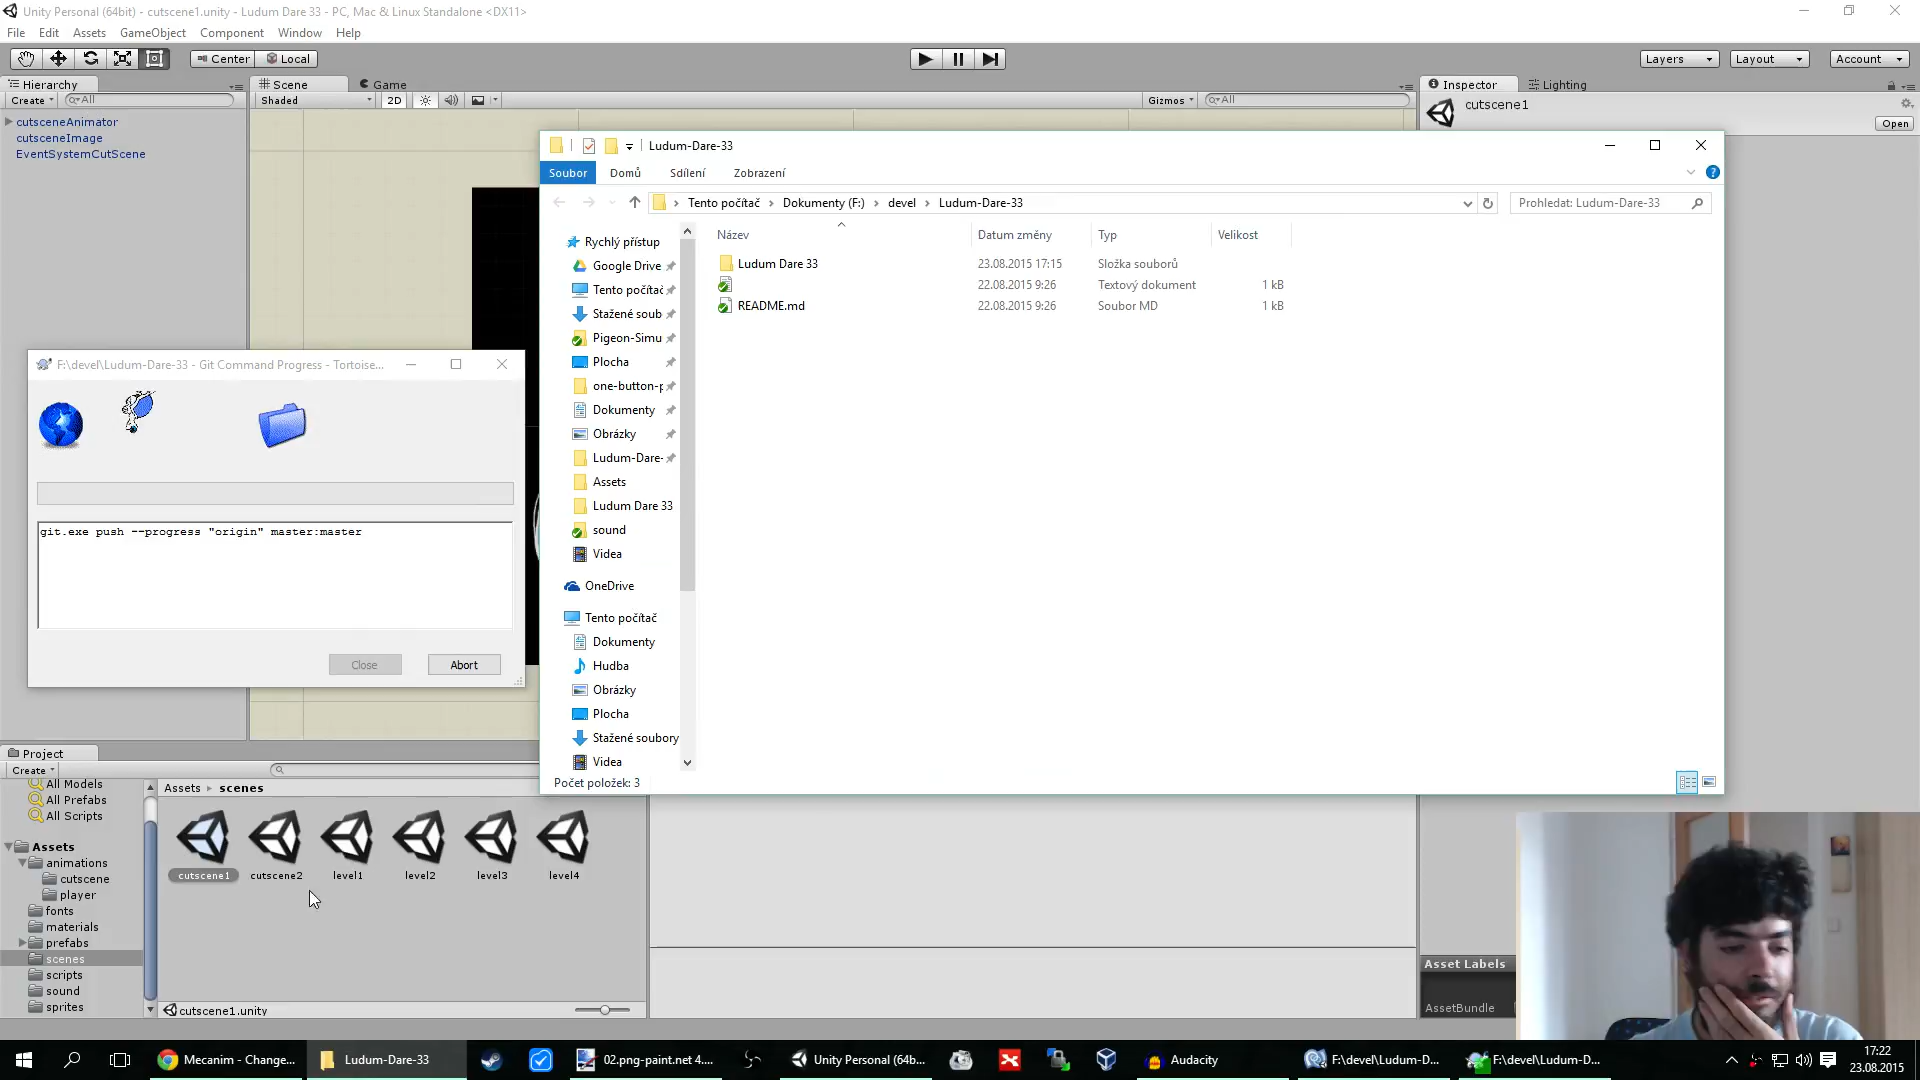 Unity Personal (64bit) - cutscene1.unity - Ludum Dare 33 - PC, Mac & Linux Standalone <DX11>
File Edit Assets GameObject Component Window Help
Center Local Layers Layout Account
Hierarchy Scene Game Inspector Lighting
Create All Shaded 2D Gizmos All cutscene1
Open
cutsceneAnimator
cutsceneImage
EventSystemCutScene
Ludum-Dare-33
Soubor Domů Sdílení Zobrazení
Tento počítač Dokumenty (F:) devel Ludum-Dare-33 Prohledat: Ludum-Dare-33
Název Datum změny Typ Velikost
Ludum Dare 33 23.08.2015 17:15 Složka souborů
22.08.2015 9:26 Textový dokument 1 kB
README.md 22.08.2015 9:26 Soubor MD 1 kB
Rychlý přístup
Google Drive
Tento počítač
Stažené soub
Pigeon-Simu
Plocha
one-button-p
Dokumenty
Obrázky
Ludum-Dare-
Assets
Ludum Dare 33
sound
Videa
OneDrive
Tento počítač
Dokumenty
Hudba
Obrázky
Plocha
Stažené soubory
Videa
Počet položek: 3
F:\devel\Ludum-Dare-33 - Git Command Progress - Tortoise...
git.exe push --progress "origin" master:master
Close Abort
Project
Create
All Models
All Prefabs
All Scripts
Assets
animations
cutscene
player
fonts
materials
prefabs
scenes
scripts
sound
sprites
Assets scenes
cutscene1 cutscene2 level1 level2 level3 level4
cutscene1.unity
Asset Labels
AssetBundle
Mecanim - Change... Ludum-Dare-33 02.png-paint.net 4.... Unity Personal (64b... Audacity F:\devel\Ludum-D... F:\devel\Ludum-D...
17:22
23.08.2015